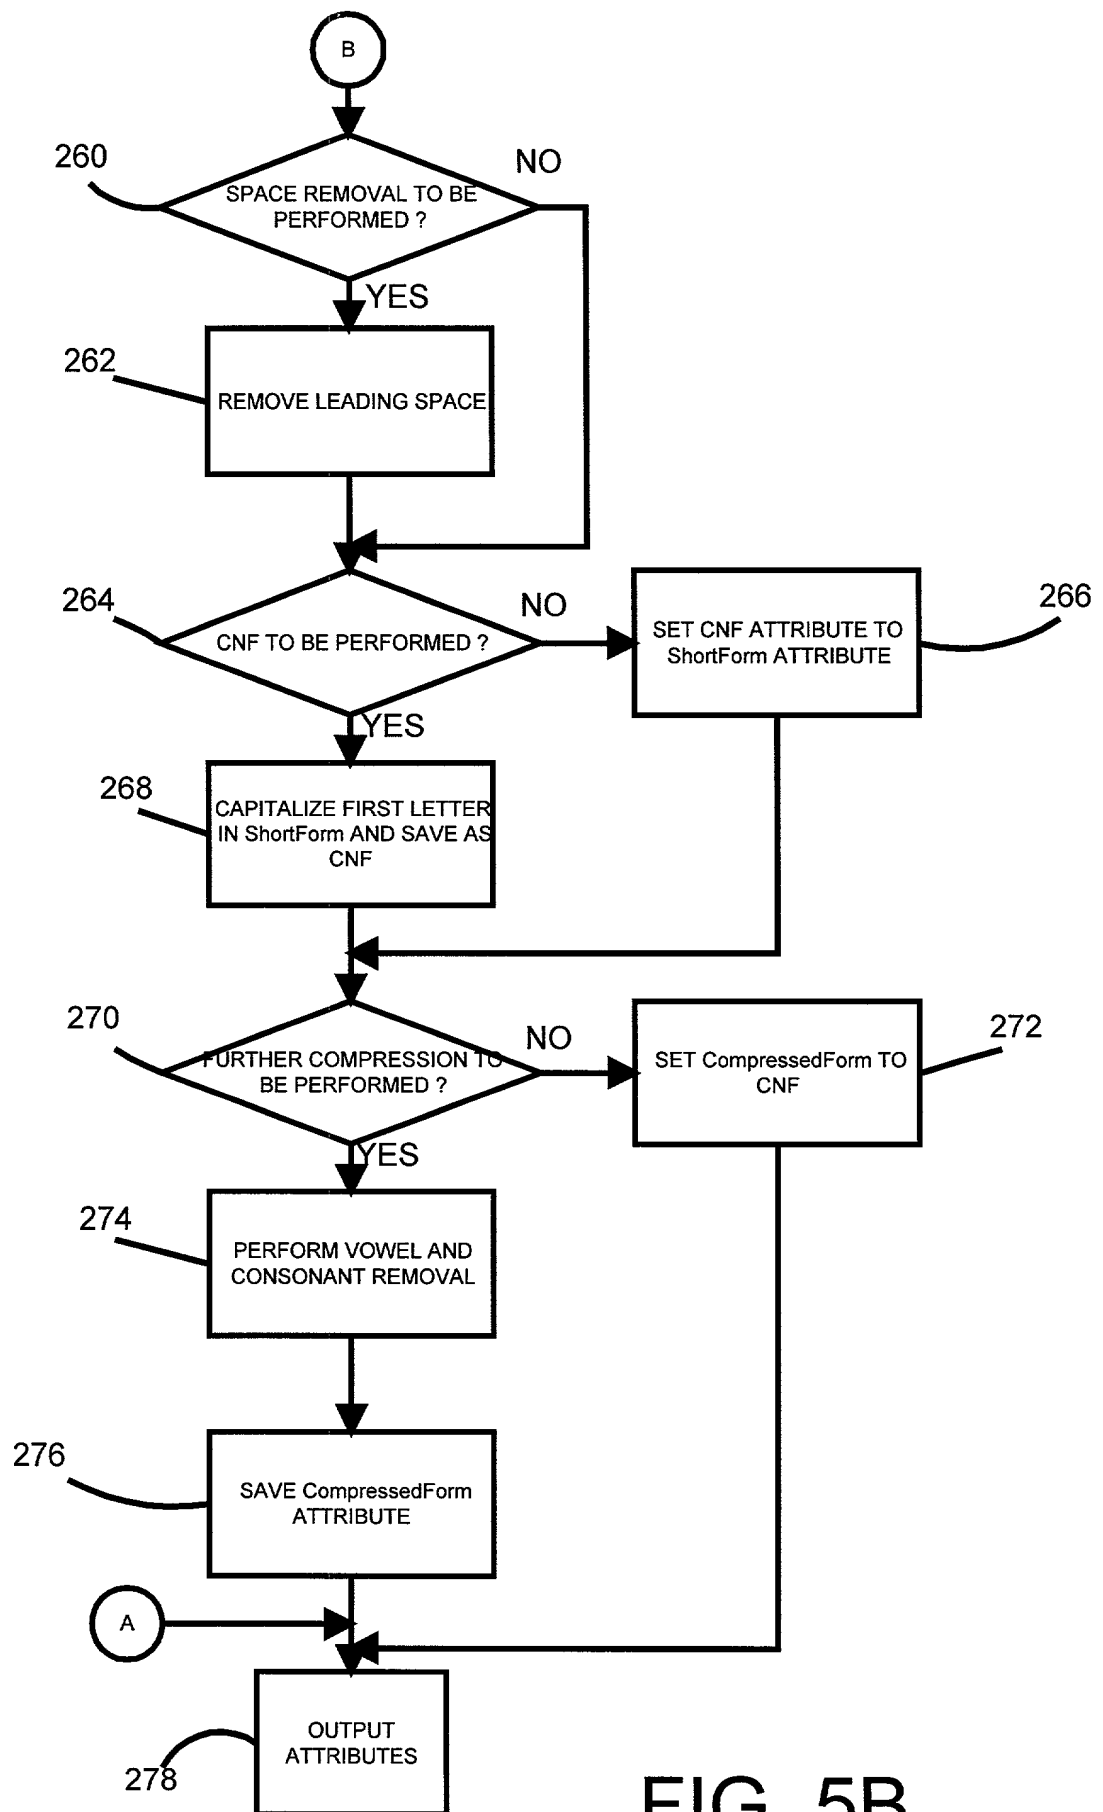 B
260
NO
SPACE REMOVAL TO BE
PERFORMED ?
YES
262
REMOVE LEADING SPACE
264
NO
CNF TO BE PERFORMED ?
SET CNF ATTRIBUTE TO
ShortForm ATTRIBUTE
266
YES
268
CAPITALIZE FIRST LETTER
IN ShortForm AND SAVE AS
CNF
270
NO
FURTHER COMPRESSION TO
BE PERFORMED ?
SET CompressedForm TO
CNF
272
YES
274
PERFORM VOWEL AND
CONSONANT REMOVAL
276
SAVE CompressedForm
ATTRIBUTE
A
OUTPUT
ATTRIBUTES
278
FIG. 5B